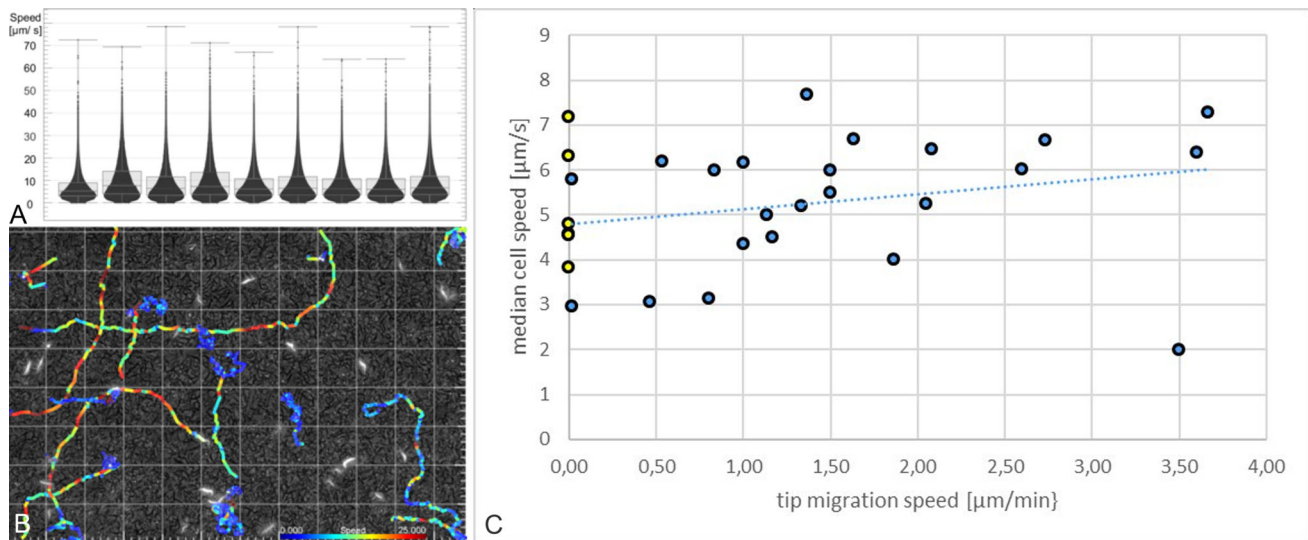 Speed
[µm/ s]
70
60
50
40
30
20
10
0
A
B
0.000 Speed 25.000
C
9
8
7
6
5
4
3
2
1
0
median cell speed [µm/s]
0,00 0,50 1,00 1,50 2,00 2,50 3,00 3,50 4,00
tip migration speed [µm/min}